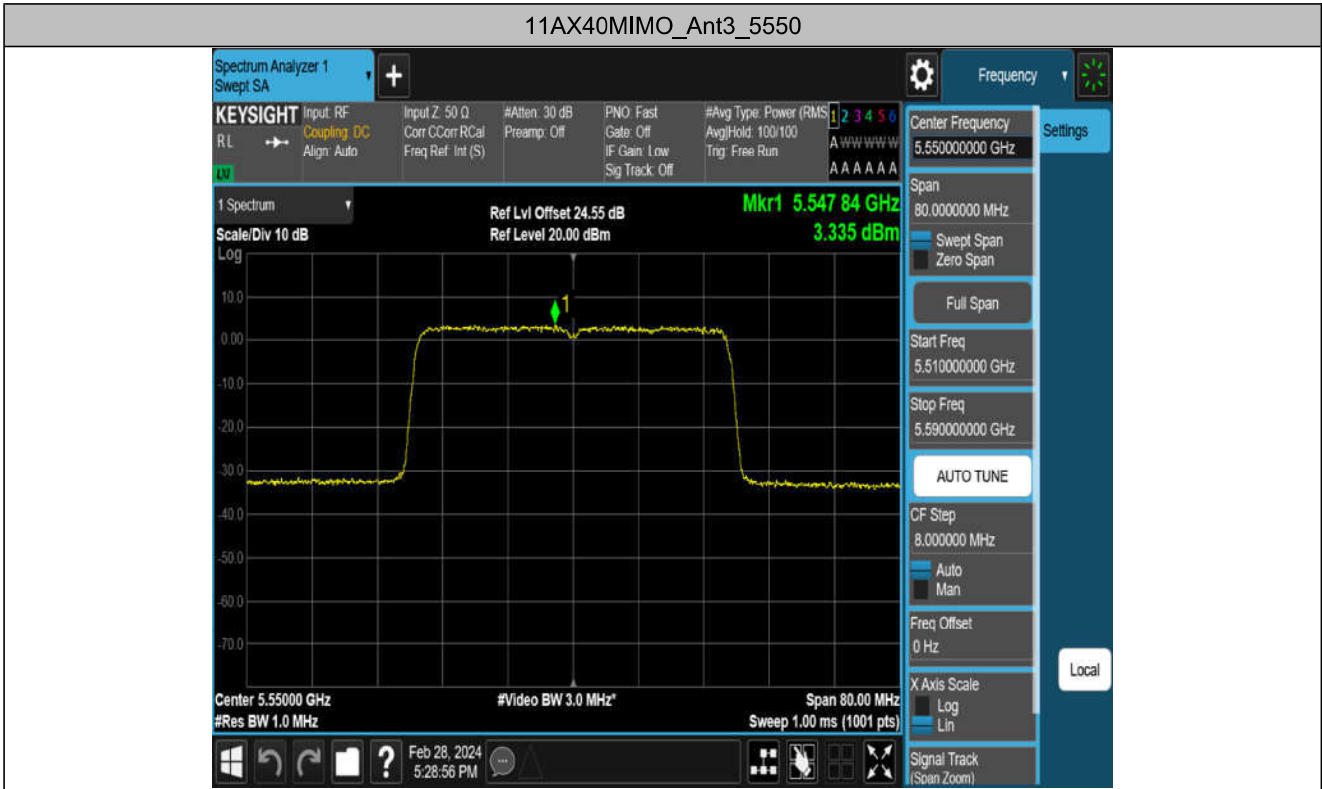 11AX40MIMO_Ant3_5550
Spectrum Analyzer 1
Swept SA
+
Frequency
KEYSIGHT
RL
LXI
Input: RF
Coupling: DC
Align: Auto
Input Z: 50 Ω
Corr CCorr RCal
Freq Ref: Int (S)
#Atten: 30 dB
Preamp: Off
PNO: Fast
Gate: Off
IF Gain: Low
Sig Track: Off
#Avg Type: Power (RMS
Avg|Hold: 100/100
Trig: Free Run
1 2 3 4 5 6
A W W W W W
A A A A A A
1 Spectrum
Scale/Div 10 dB
Log
Ref Lvl Offset 24.55 dB
Ref Level 20.00 dBm
Mkr1 5.547 84 GHz
3.335 dBm
1
10.0
0.00
-10.0
-20.0
-30.0
-40.0
-50.0
-60.0
-70.0
Center 5.55000 GHz
#Res BW 1.0 MHz
#Video BW 3.0 MHz*
Span 80.00 MHz
Sweep 1.00 ms (1001 pts)
?
Feb 28, 2024
5:28:56 PM
Center Frequency
5.550000000 GHz
Settings
Span
80.0000000 MHz
Swept Span
Zero Span
Full Span
Start Freq
5.510000000 GHz
Stop Freq
5.590000000 GHz
AUTO TUNE
CF Step
8.000000 MHz
Auto
Man
Freq Offset
0 Hz
X Axis Scale
Log
Lin
Local
Signal Track
(Span Zoom)